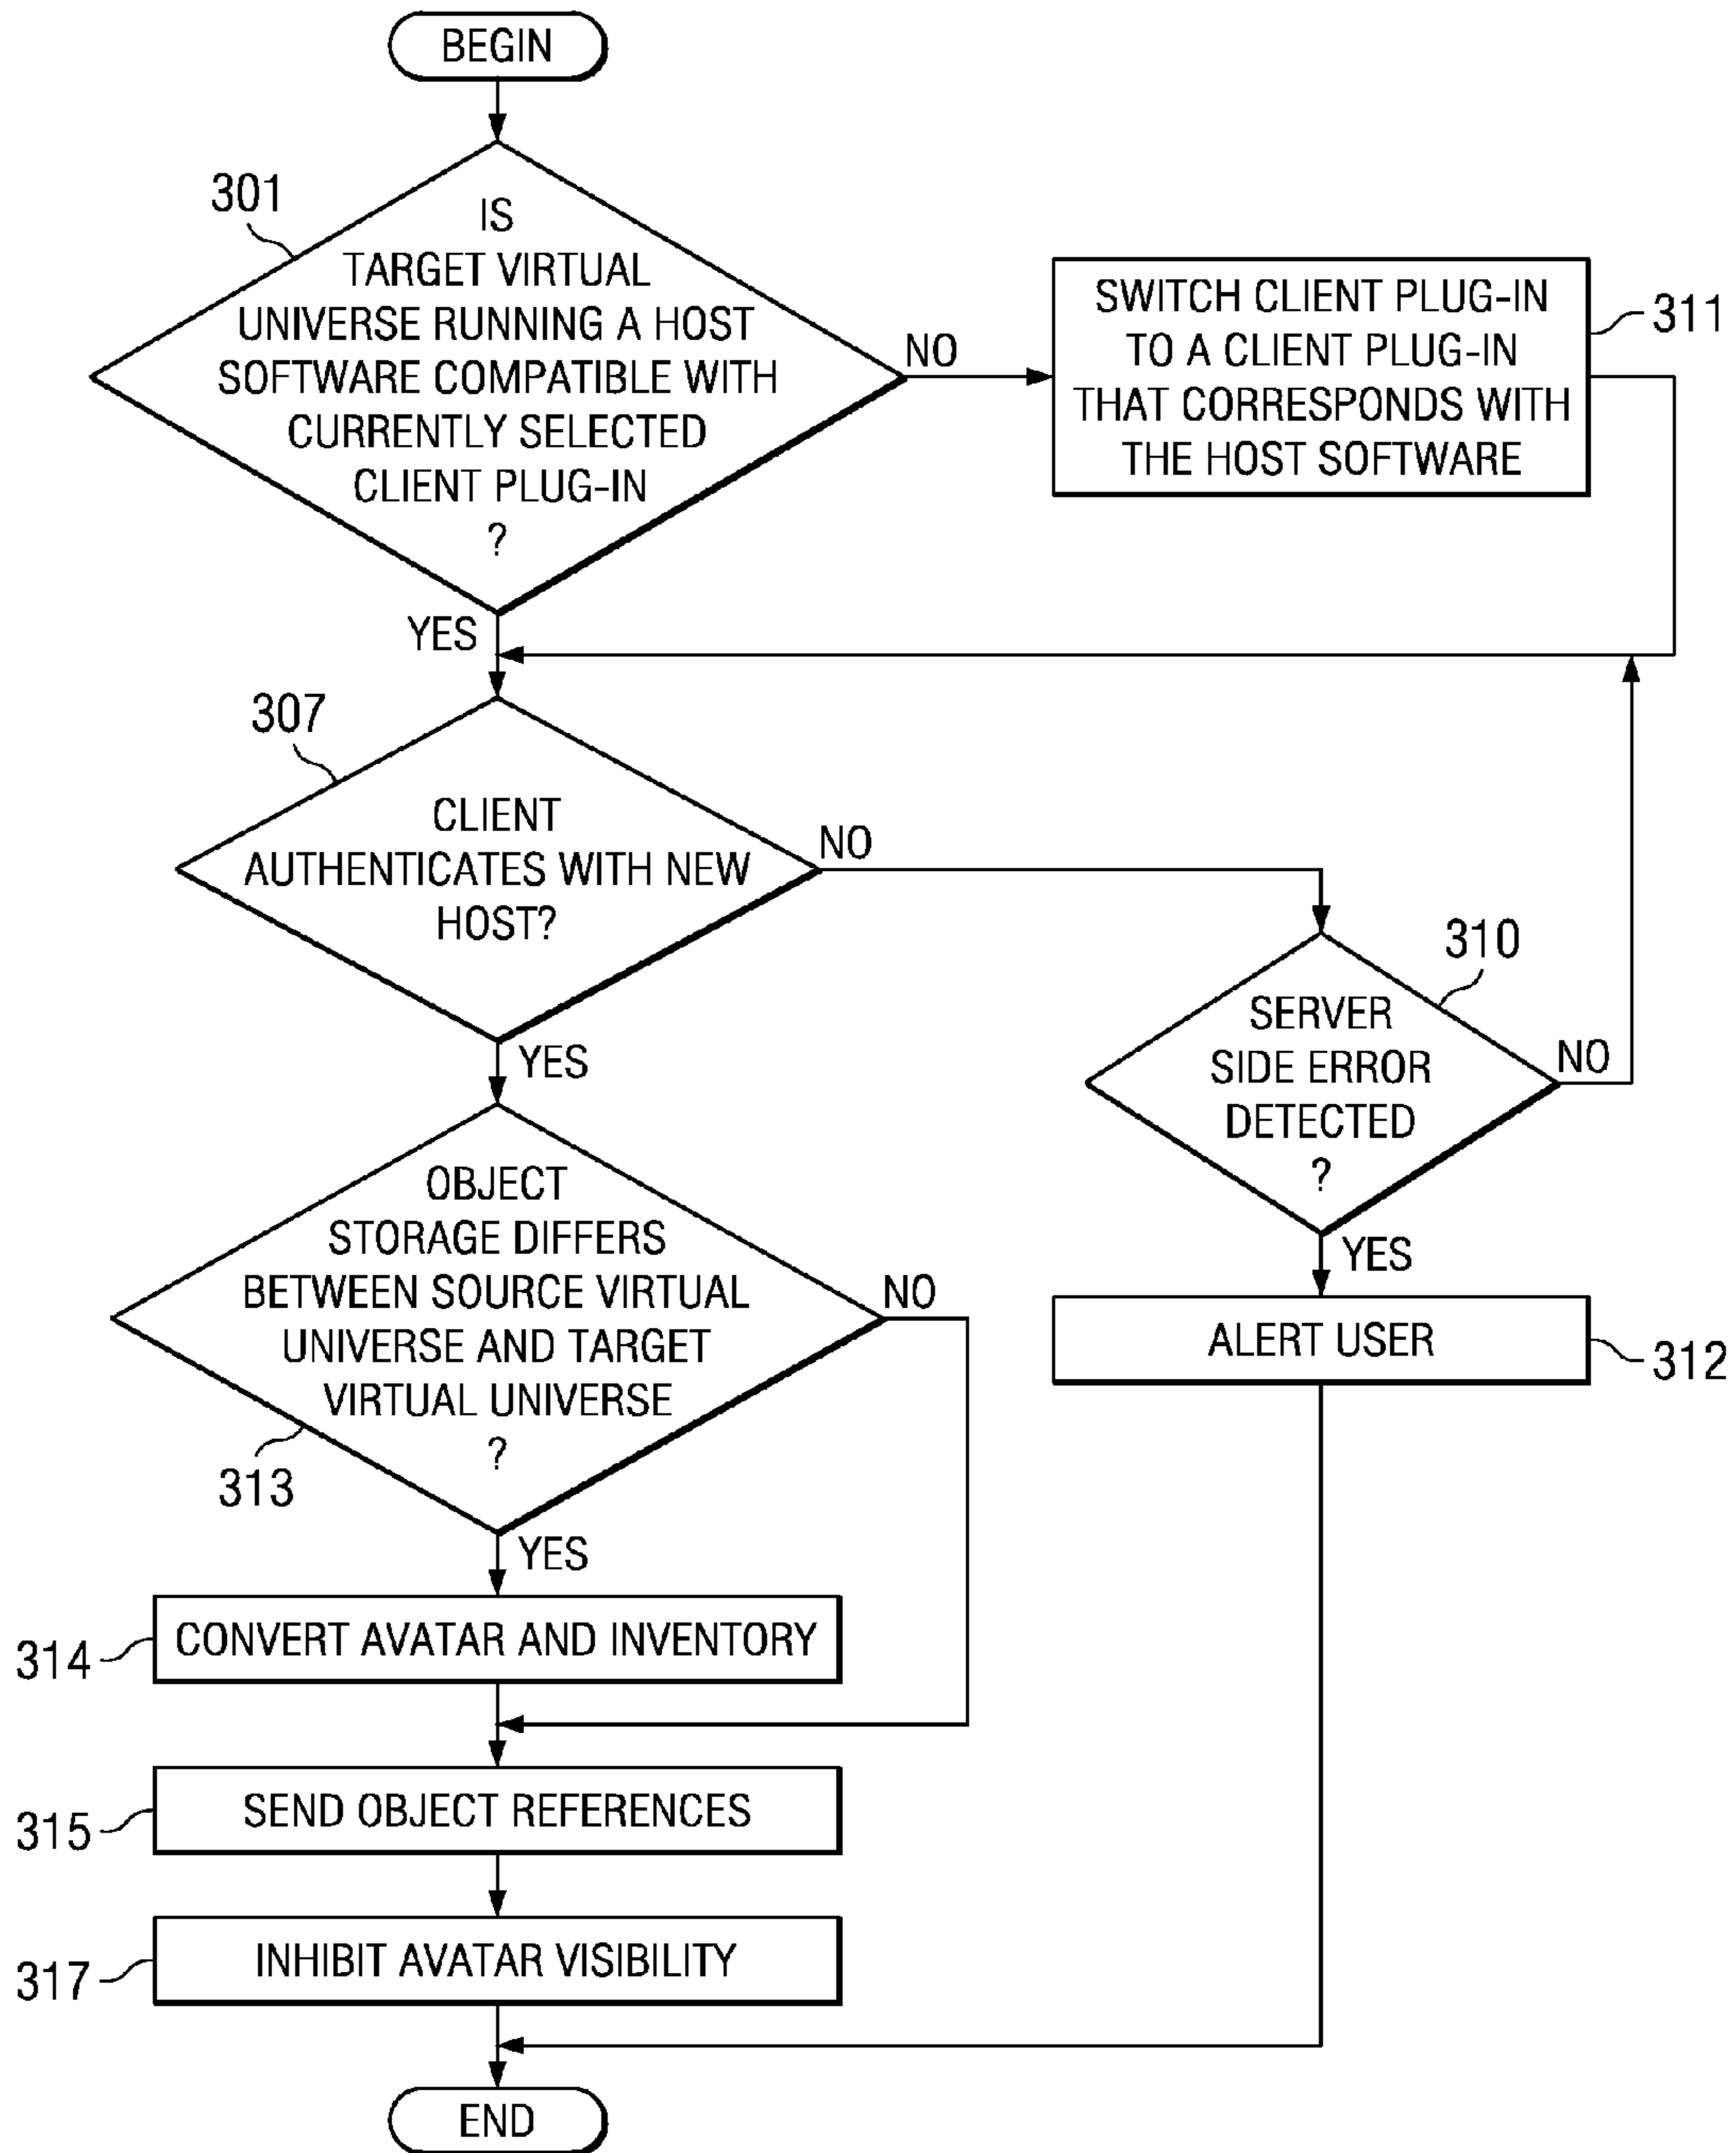 BEGIN
301
IS
TARGET VIRTUAL
UNIVERSE RUNNING A HOST
SOFTWARE COMPATIBLE WITH
CURRENTLY SELECTED
CLIENT PLUG-IN
?
NO
SWITCH CLIENT PLUG-IN
TO A CLIENT PLUG-IN
THAT CORRESPONDS WITH
THE HOST SOFTWARE
311
YES
307
CLIENT
AUTHENTICATES WITH NEW
HOST?
NO
310
SERVER
SIDE ERROR
DETECTED
?
NO
YES
YES
ALERT USER
312
OBJECT
STORAGE DIFFERS
BETWEEN SOURCE VIRTUAL
UNIVERSE AND TARGET
VIRTUAL UNIVERSE
?
NO
313
YES
314
CONVERT AVATAR AND INVENTORY
315
SEND OBJECT REFERENCES
317
INHIBIT AVATAR VISIBILITY
END